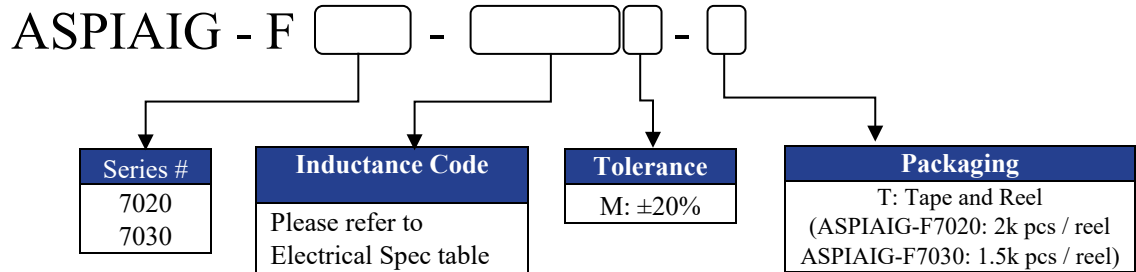 ASPIAIG - F - -
Series #
7020
7030
Inductance Code
Please refer to
Electrical Spec table
Tolerance
M: ±20%
Packaging
T: Tape and Reel
(ASPIAIG-F7020: 2k pcs / reel
ASPIAIG-F7030: 1.5k pcs / reel)